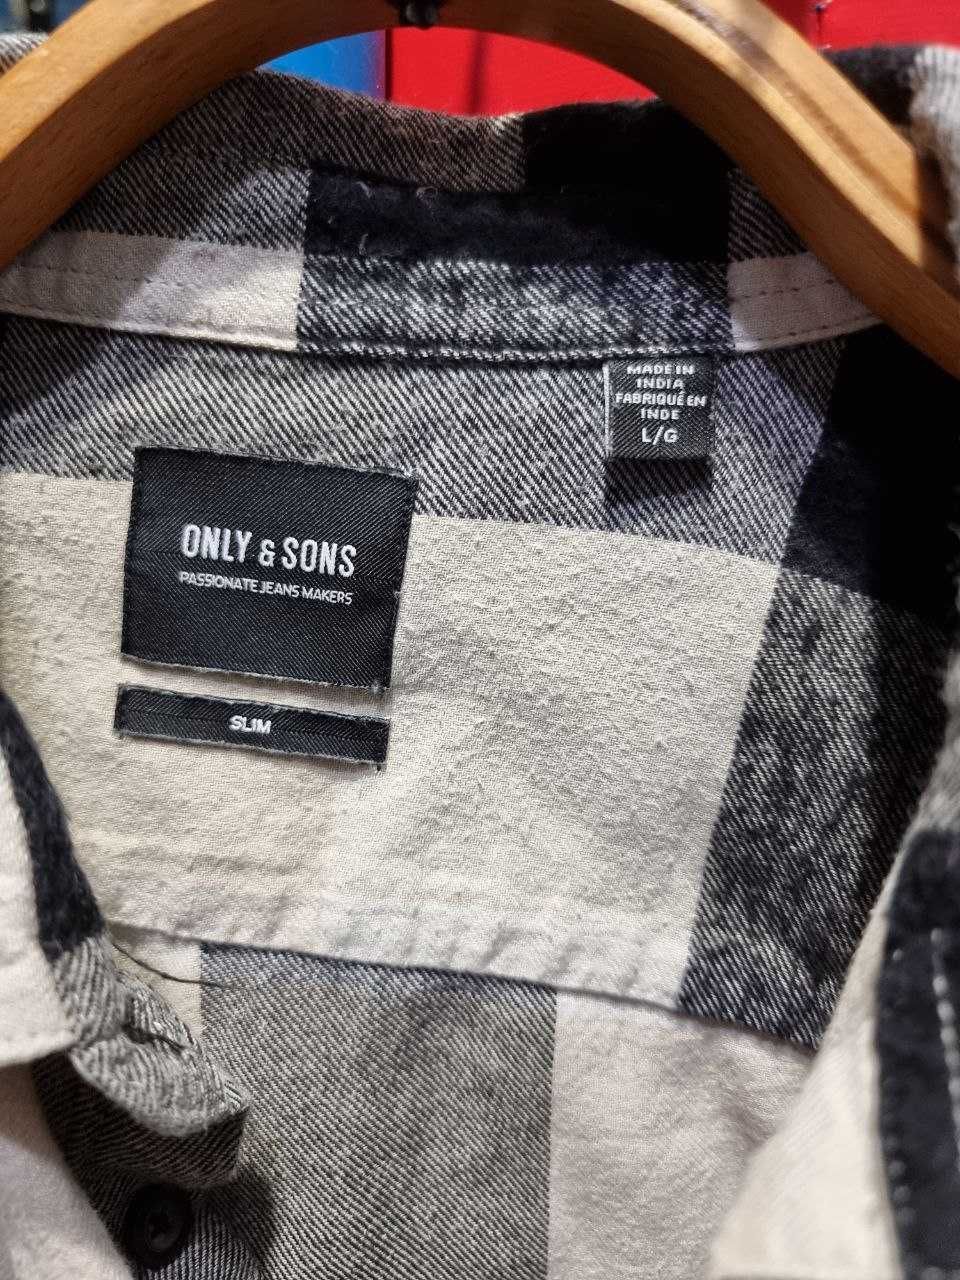 MADE IN
INDIA
FABRIQUÉ EN
INDE
L/G
ONLY & SONS
PASSIONATE JEANS MAKERS
SLIM